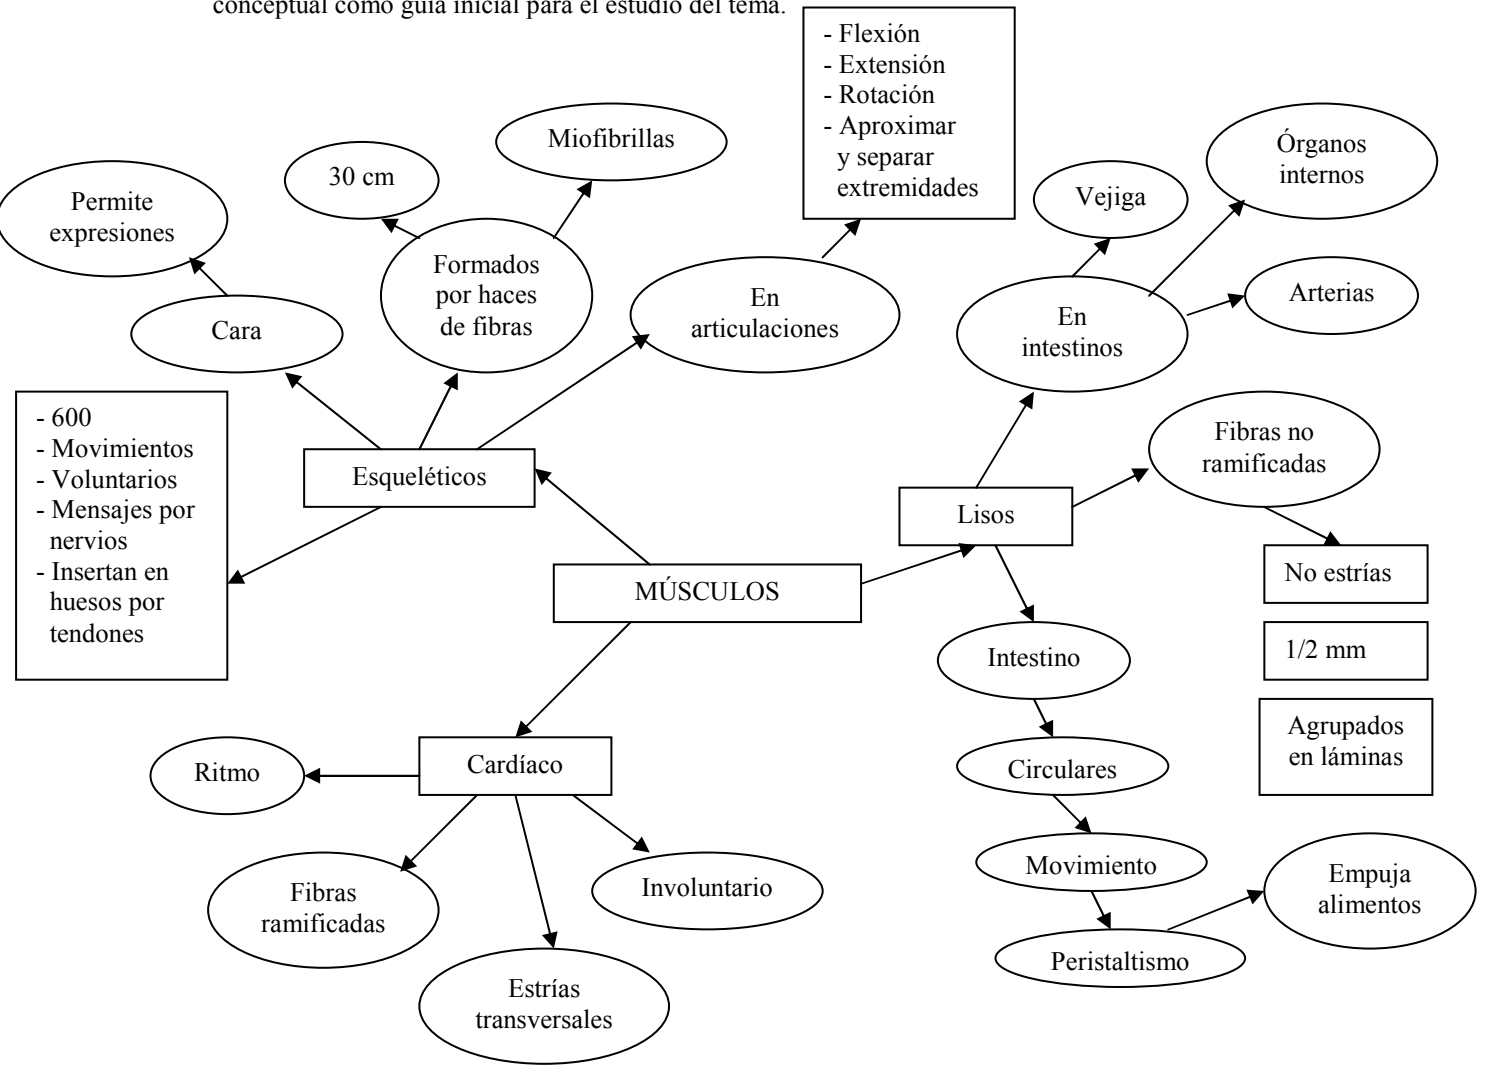 conceptual como guía inicial para el estudio del tema.
- Flexión
- Extensión
- Rotación
- Aproximar
y separar
extremidades
Miofibrillas
30 cm
Permite
expresiones
Formados
por haces
de fibras
Cara
En
articulaciones
Vejiga
Órganos
internos
Arterias
En
intestinos
- 600
- Movimientos
- Voluntarios
- Mensajes por
nervios
- Insertan en
huesos por
tendones
Esqueléticos
Lisos
Fibras no
ramificadas
No estrías
1/2 mm
Agrupados
en láminas
MÚSCULOS
Intestino
Circulares
Movimiento
Peristaltismo
Empuja
alimentos
Cardíaco
Ritmo
Fibras
ramificadas
Estrías
transversales
Involuntario